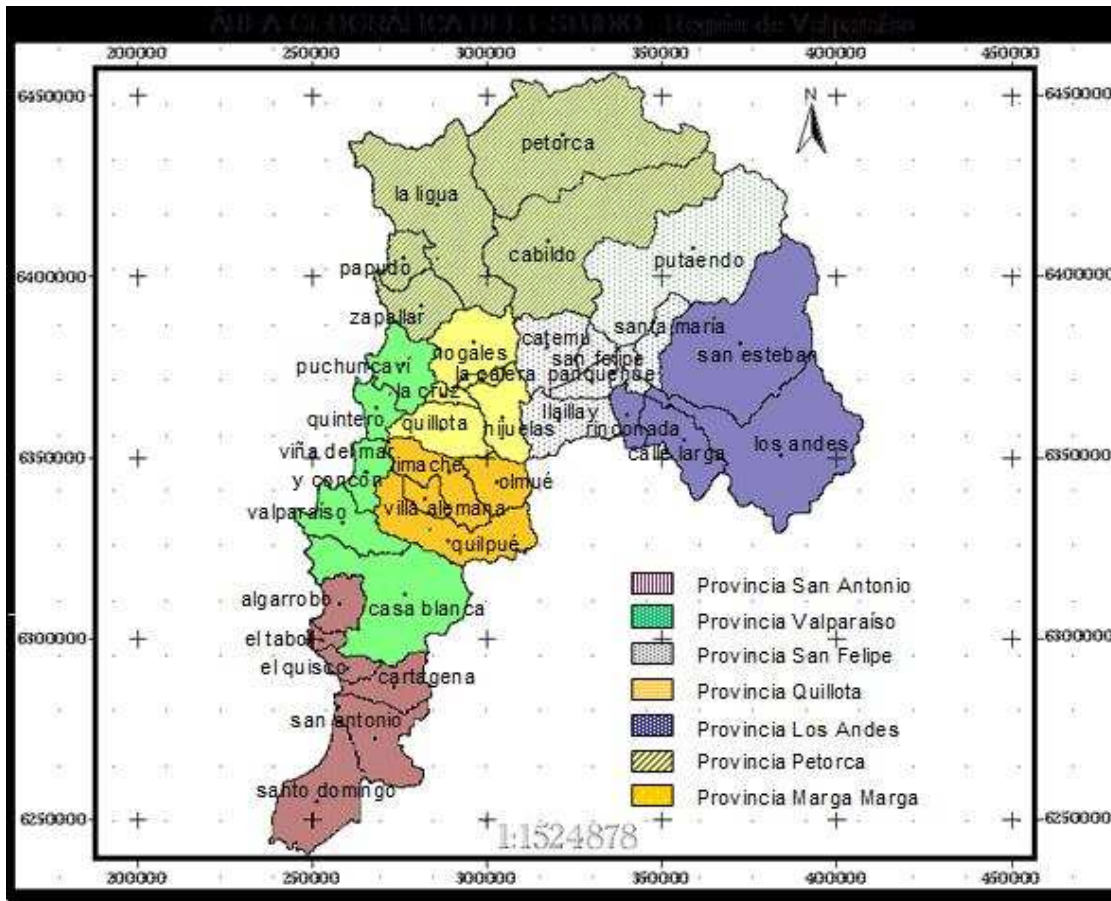 ÁREA GEOGRÁFICA DEL ESTUDIO - Región de Valparaíso
200000 250000 300000 350000 400000 450000
N
6450000 6450000
petorca
la ligua
cabildo
putaendo
papudo
6400000 6400000
zapallar
santa maría
catemu
nogales
san felipe
san esteban
puchuncaví
la calera
panquehue
la cruz
quintero
quillota
llaillay
hijuelas
rinconada
los andes
viña del mar
calle larga
6350000 6350000
limache
y concón
olmué
valparaíso
villa alemana
quilpué
algarrobo
casa blanca
el tabo
6300000 6300000
el quisco
cartagena
san antonio
santo domingo
6250000 6250000
Provincia San Antonio
Provincia Valparaíso
Provincia San Felipe
Provincia Quillota
Provincia Los Andes
Provincia Petorca
Provincia Marga Marga
1:1524878
200000 250000 300000 350000 400000 450000